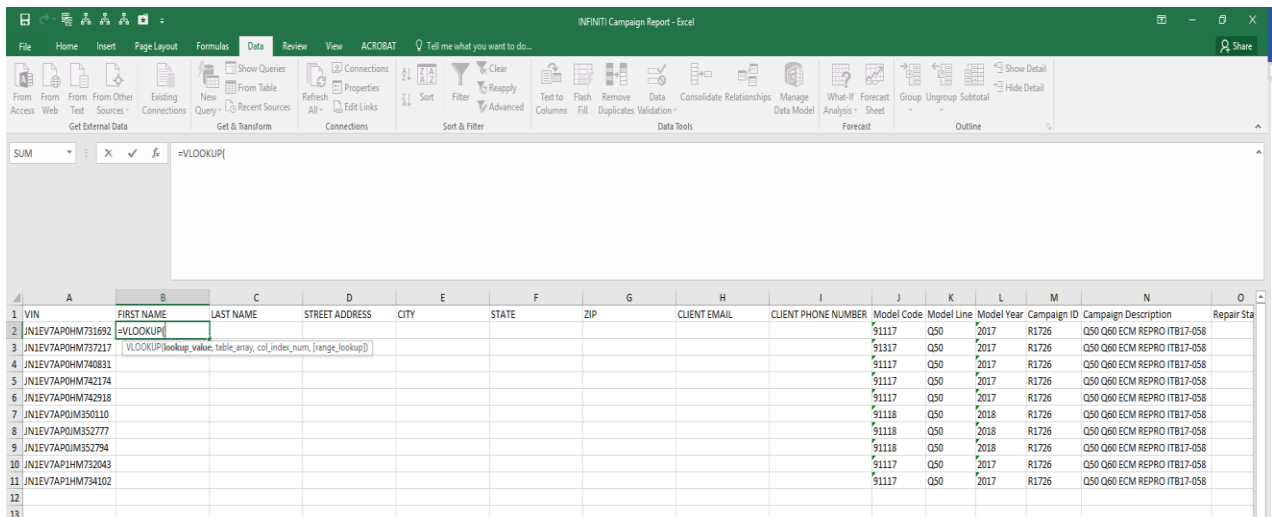 INFINITI Campaign Report - Excel
File Home Insert Page Layout Formulas Data Review View ACROBAT Tell me what you want to do... Share
Show Queries Connections Clear Show Detail
From Table Properties Reapply Hide Detail
Recent Sources Edit Links Advanced
From From From From Other Existing New Refresh Sort Filter Text to Flash Remove Data Consolidate Relationships Manage What-If Forecast Group Ungroup Subtotal
Access Web Text Sources Connections Query All Columns Fill Duplicates Validation Data Model Analysis Sheet
Get External Data Get & Transform Connections Sort & Filter Data Tools Forecast Outline
SUM fx =VLOOKUP(
A B C D E F G H I J K L M N O
1 VIN FIRST NAME LAST NAME STREET ADDRESS CITY STATE ZIP CLIENT EMAIL CLIENT PHONE NUMBER Model Code Model Line Model Year Campaign ID Campaign Description Repair Sta
2 JN1EV7AP0HM731692 =VLOOKUP( 91117 Q50 2017 R1726 Q50 Q60 ECM REPRO ITB17-058
3 JN1EV7AP0HM737217 VLOOKUP(lookup_value, table_array, col_index_num, [range_lookup]) 91317 Q50 2017 R1726 Q50 Q60 ECM REPRO ITB17-058
4 JN1EV7AP0HM740831 91117 Q50 2017 R1726 Q50 Q60 ECM REPRO ITB17-058
5 JN1EV7AP0HM742174 91117 Q50 2017 R1726 Q50 Q60 ECM REPRO ITB17-058
6 JN1EV7AP0HM742918 91117 Q50 2017 R1726 Q50 Q60 ECM REPRO ITB17-058
7 JN1EV7AP0JM350110 91118 Q50 2018 R1726 Q50 Q60 ECM REPRO ITB17-058
8 JN1EV7AP0JM352777 91118 Q50 2018 R1726 Q50 Q60 ECM REPRO ITB17-058
9 JN1EV7AP0JM352794 91118 Q50 2018 R1726 Q50 Q60 ECM REPRO ITB17-058
10 JN1EV7AP1HM732043 91117 Q50 2017 R1726 Q50 Q60 ECM REPRO ITB17-058
11 JN1EV7AP1HM734102 91117 Q50 2017 R1726 Q50 Q60 ECM REPRO ITB17-058
12
13